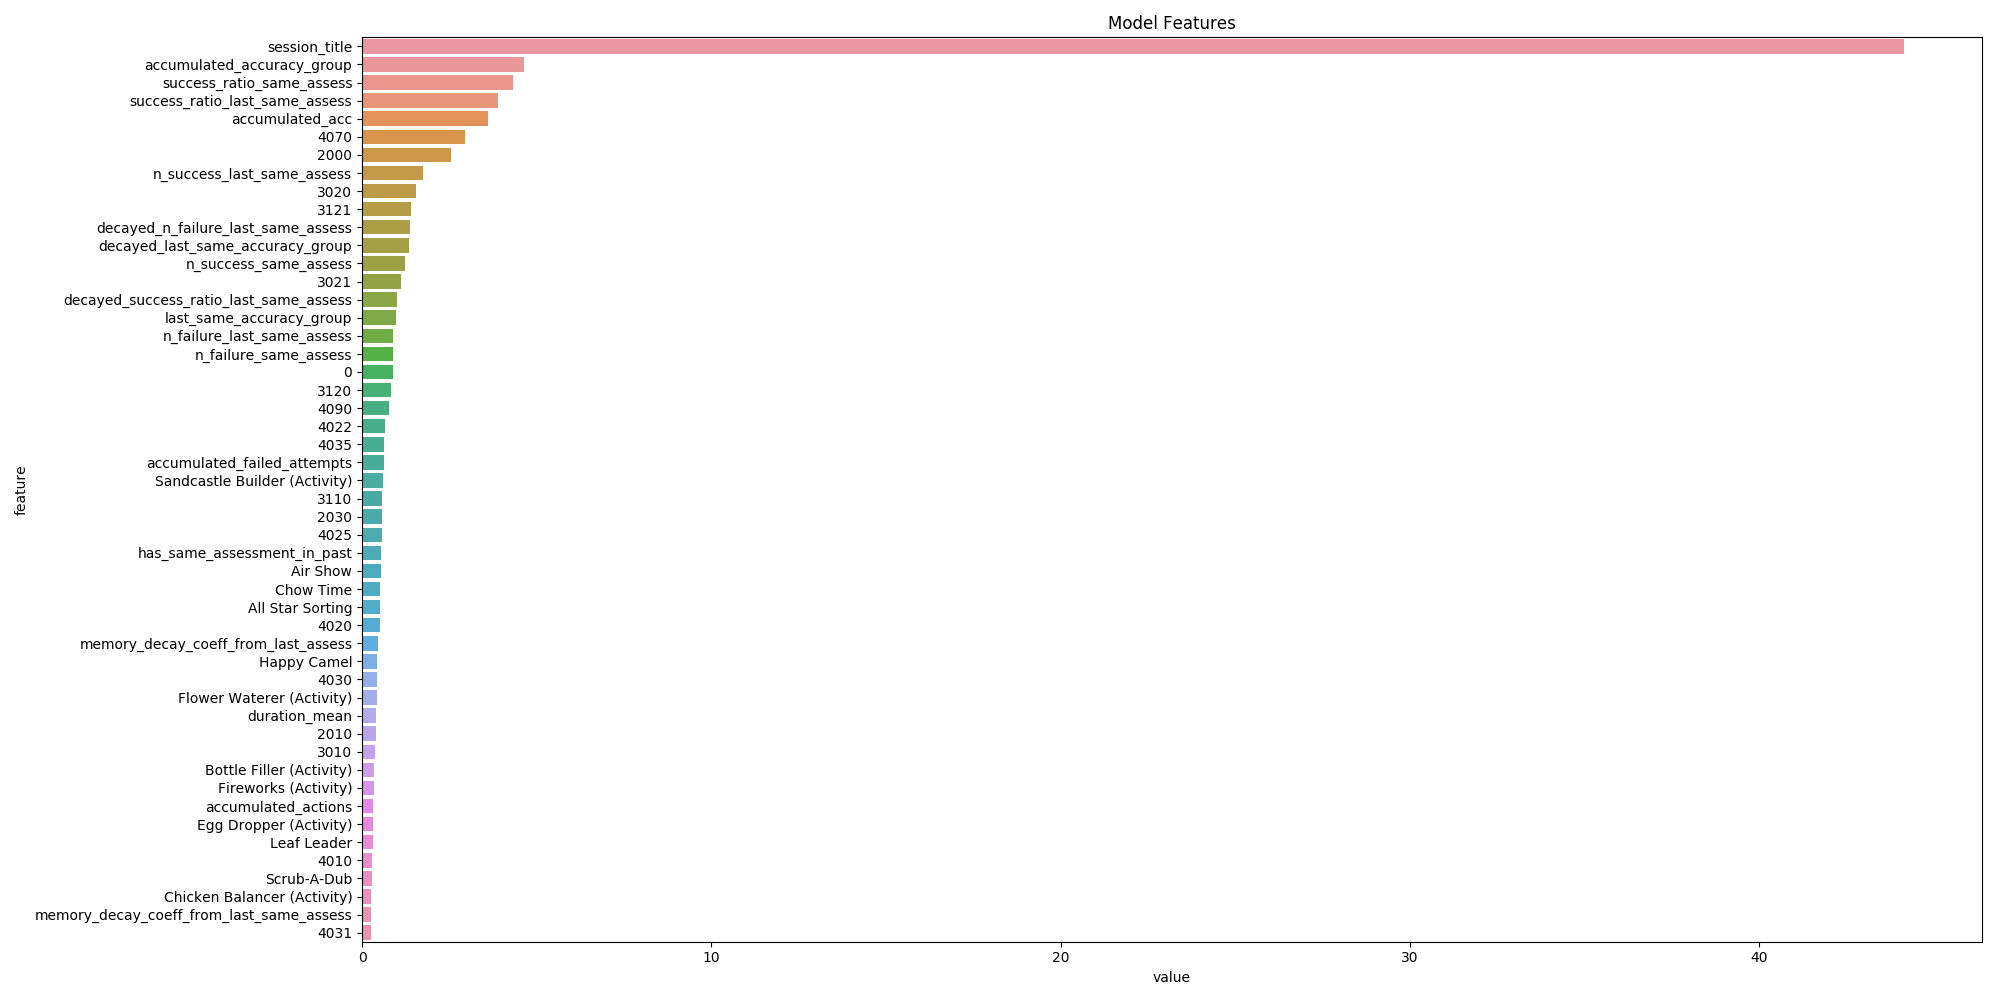 Model Features
session_title
accumulated_accuracy_group
success_ratio_same_assess
success_ratio_last_same_assess
accumulated_acc
4070
2000
n_success_last_same_assess
3020
3121
decayed_n_failure_last_same_assess
decayed_last_same_accuracy_group
n_success_same_assess
3021
decayed_success_ratio_last_same_assess
last_same_accuracy_group
n_failure_last_same_assess
n_failure_same_assess
0
3120
4090
4022
4035
accumulated_failed_attempts
Sandcastle Builder (Activity)
3110
2030
4025
has_same_assessment_in_past
Air Show
Chow Time
All Star Sorting
4020
memory_decay_coeff_from_last_assess
Happy Camel
4030
Flower Waterer (Activity)
duration_mean
2010
3010
Bottle Filler (Activity)
Fireworks (Activity)
accumulated_actions
Egg Dropper (Activity)
Leaf Leader
4010
Scrub-A-Dub
Chicken Balancer (Activity)
memory_decay_coeff_from_last_same_assess
4031
feature
0 10 20 30 40
value